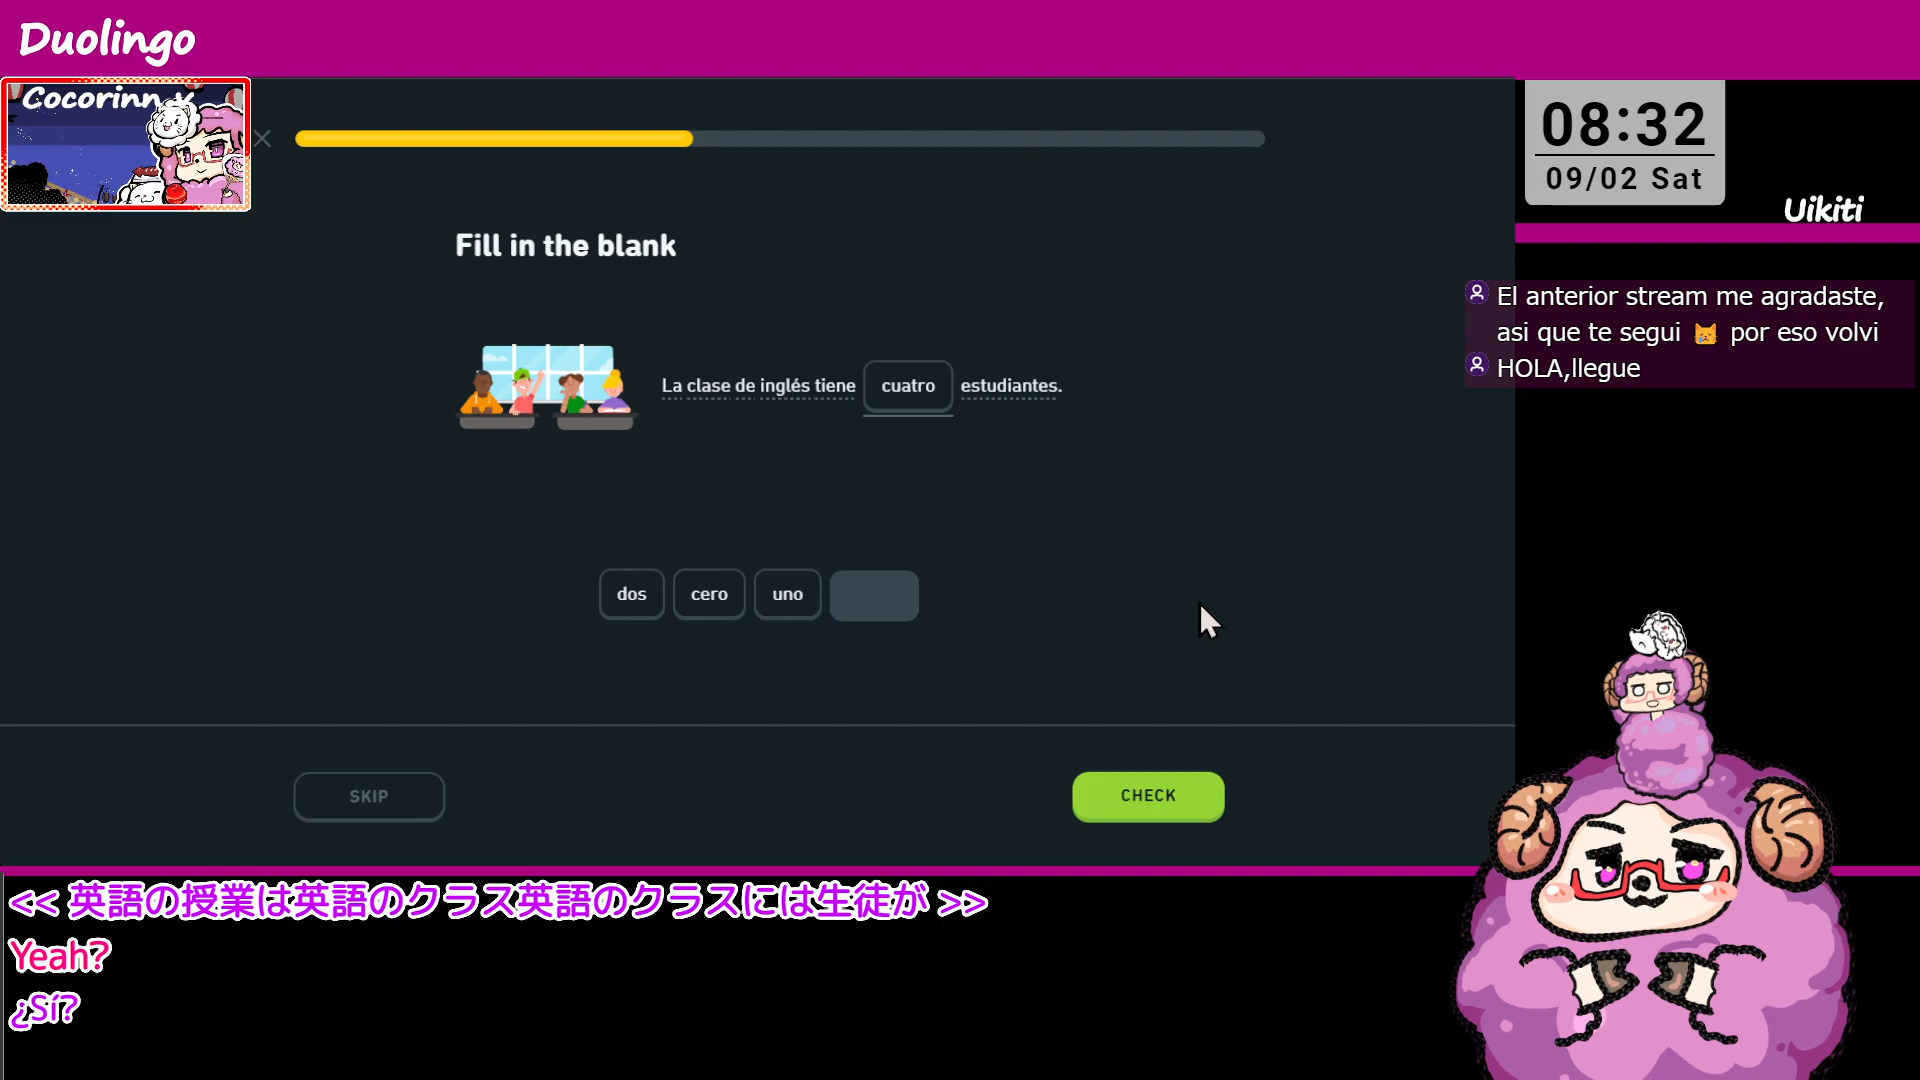 Duolingo
Cocorinn_y
08:32
09/02 Sat
Uikiti
Fill in the blank
La clase de inglés tiene cuatro estudiantes.
dos cero uno
SKIP
CHECK
El anterior stream me agradaste,
asi que te segui 😿 por eso volvi
HOLA,llegue
<< 英語の授業は英語のクラス英語のクラスには生徒が >>
Yeah?
¿Sí?